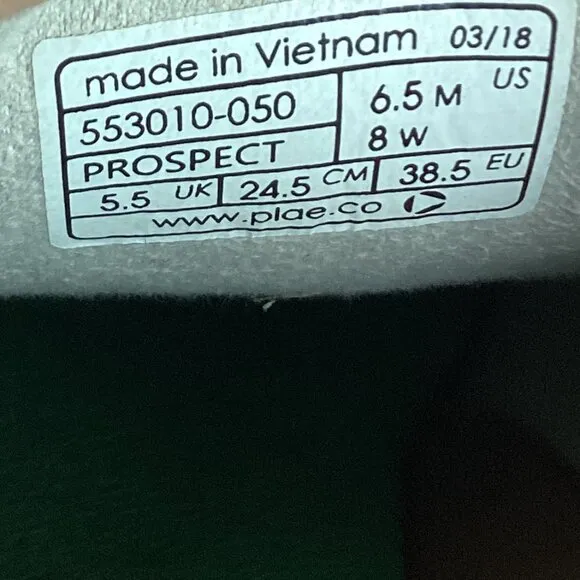 made in Vietnam 03/18
553010-050 6.5 M US
PROSPECT 8 W
5.5 UK 24.5 CM 38.5 EU
www.plae.co